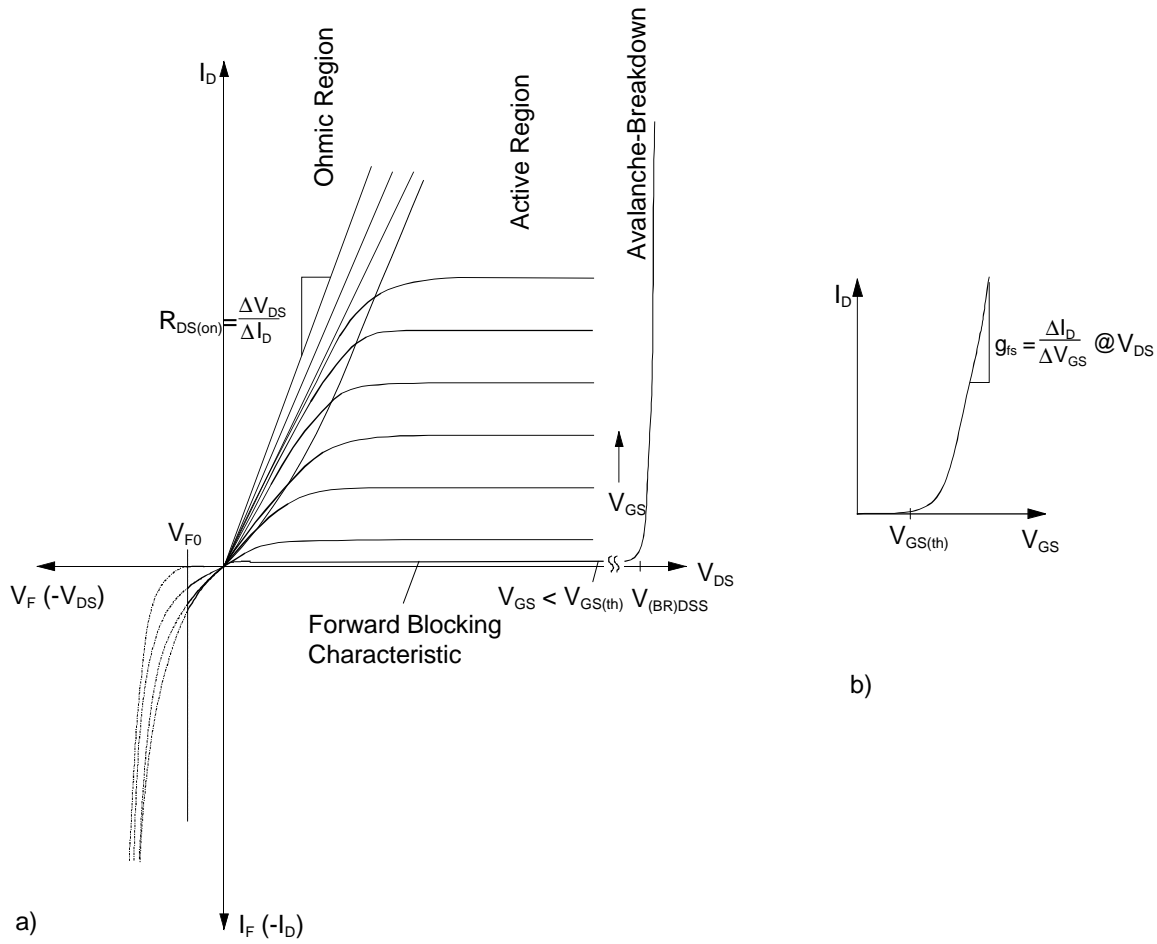 I_D
Ohmic Region
Active Region
Avalanche-Breakdown
R_DS(on) = ΔV_DS / ΔI_D
V_GS
V_F0
V_F (-V_DS)
V_DS
V_GS < V_GS(th)
V_(BR)DSS
Forward Blocking
Characteristic
I_F (-I_D)
a)
I_D
g_fs = ΔI_D / ΔV_GS @ V_DS
V_GS(th)
V_GS
b)